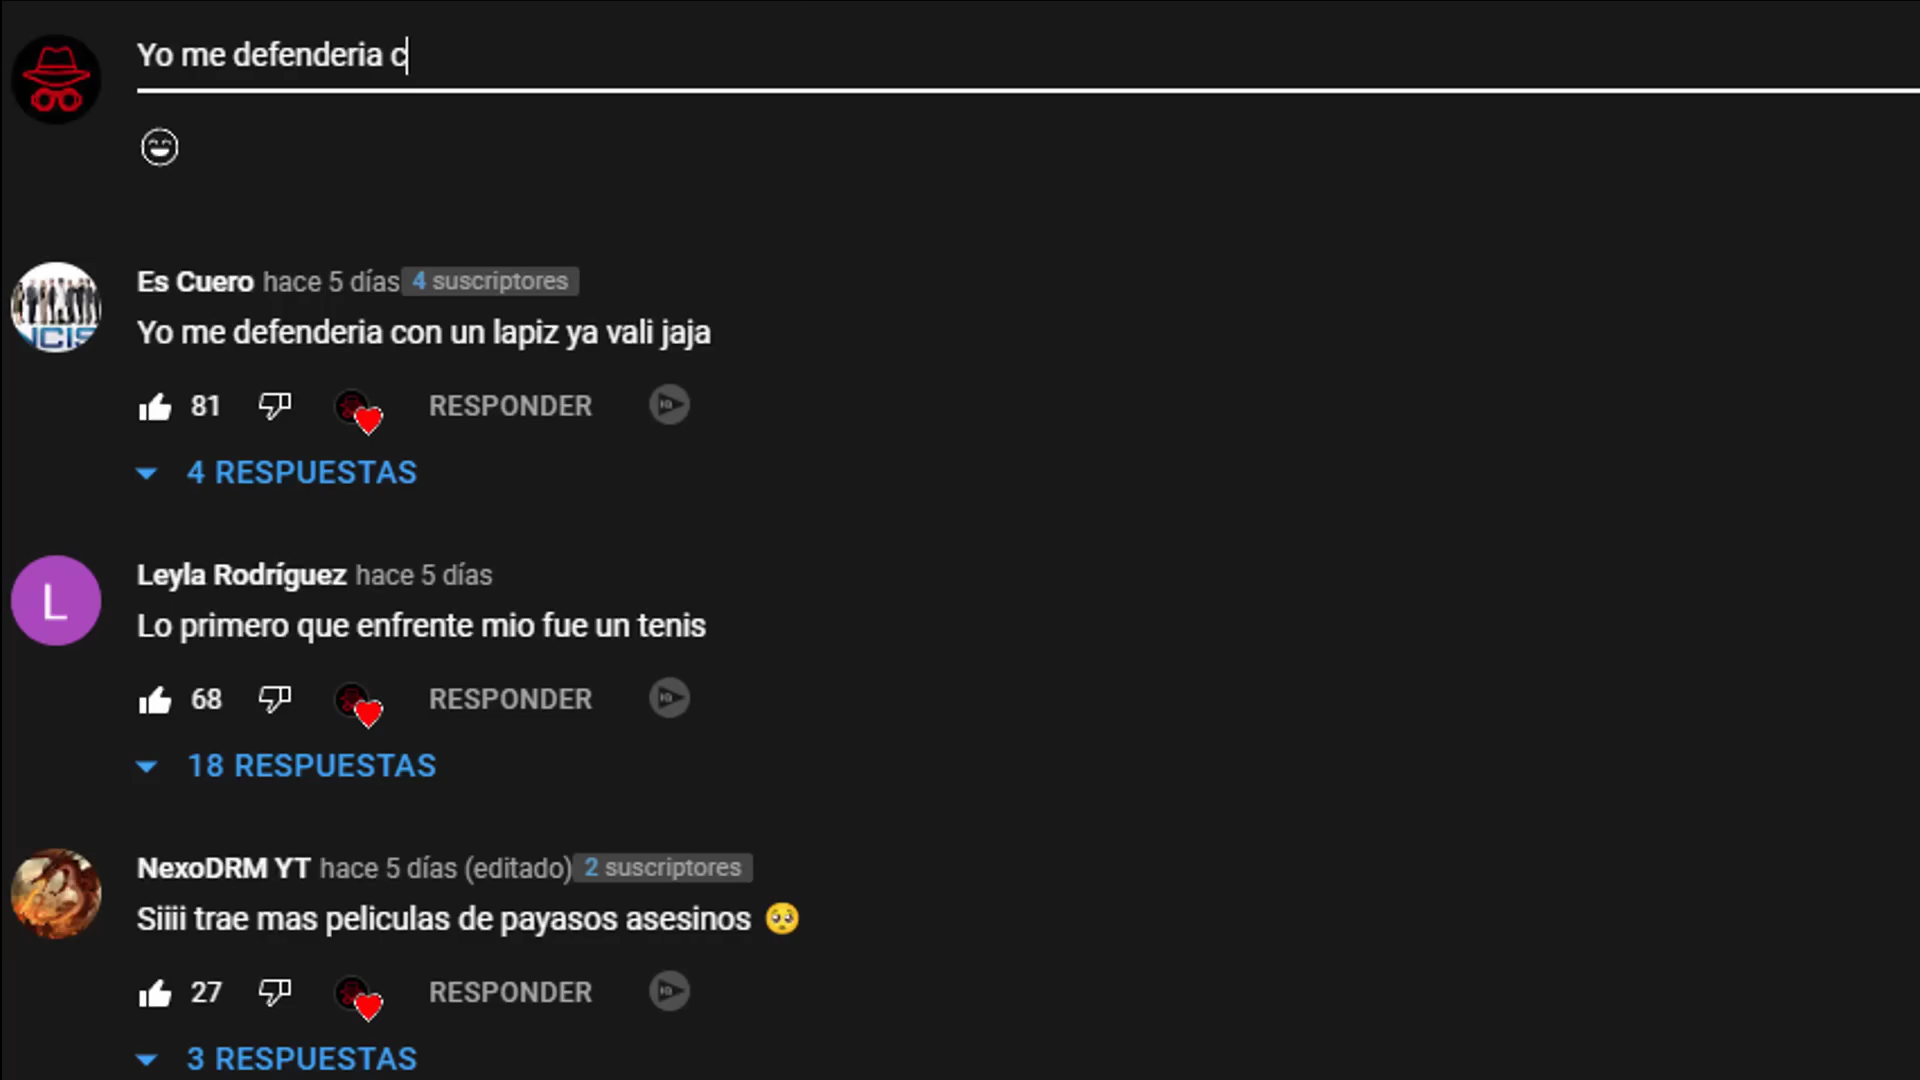 Yo me defenderia c
Es Cuero hace 5 días 4 suscriptores
Yo me defenderia con un lapiz ya vali jaja
81 RESPONDER
4 RESPUESTAS
L
Leyla Rodríguez hace 5 días
Lo primero que enfrente mio fue un tenis
68 RESPONDER
18 RESPUESTAS
NexoDRM YT hace 5 días (editado) 2 suscriptores
Siiii trae mas peliculas de payasos asesinos 🥺
27 RESPONDER
3 RESPUESTAS